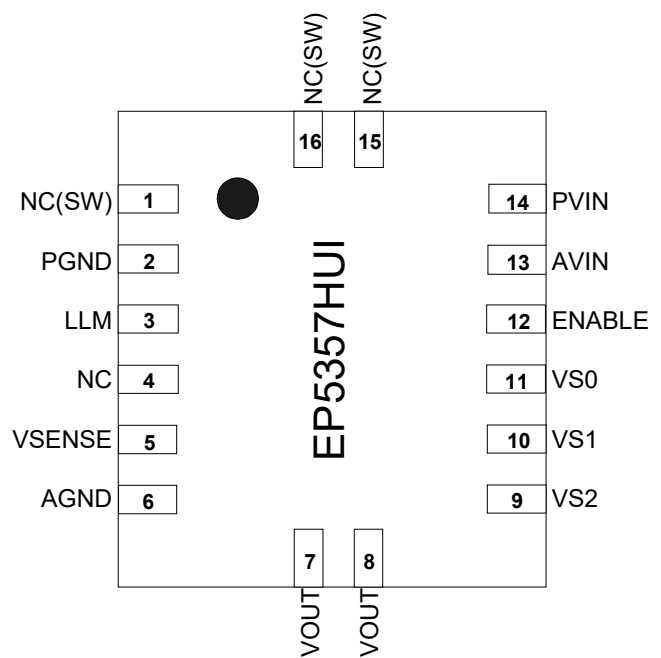 NC(SW)
NC(SW)
16
15
NC(SW)
1
14
PVIN
PGND
2
13
AVIN
LLM
3
12
ENABLE
NC
4
11
VS0
VSENSE
5
10
VS1
AGND
6
9
VS2
EP5357HUI
7
8
VOUT
VOUT